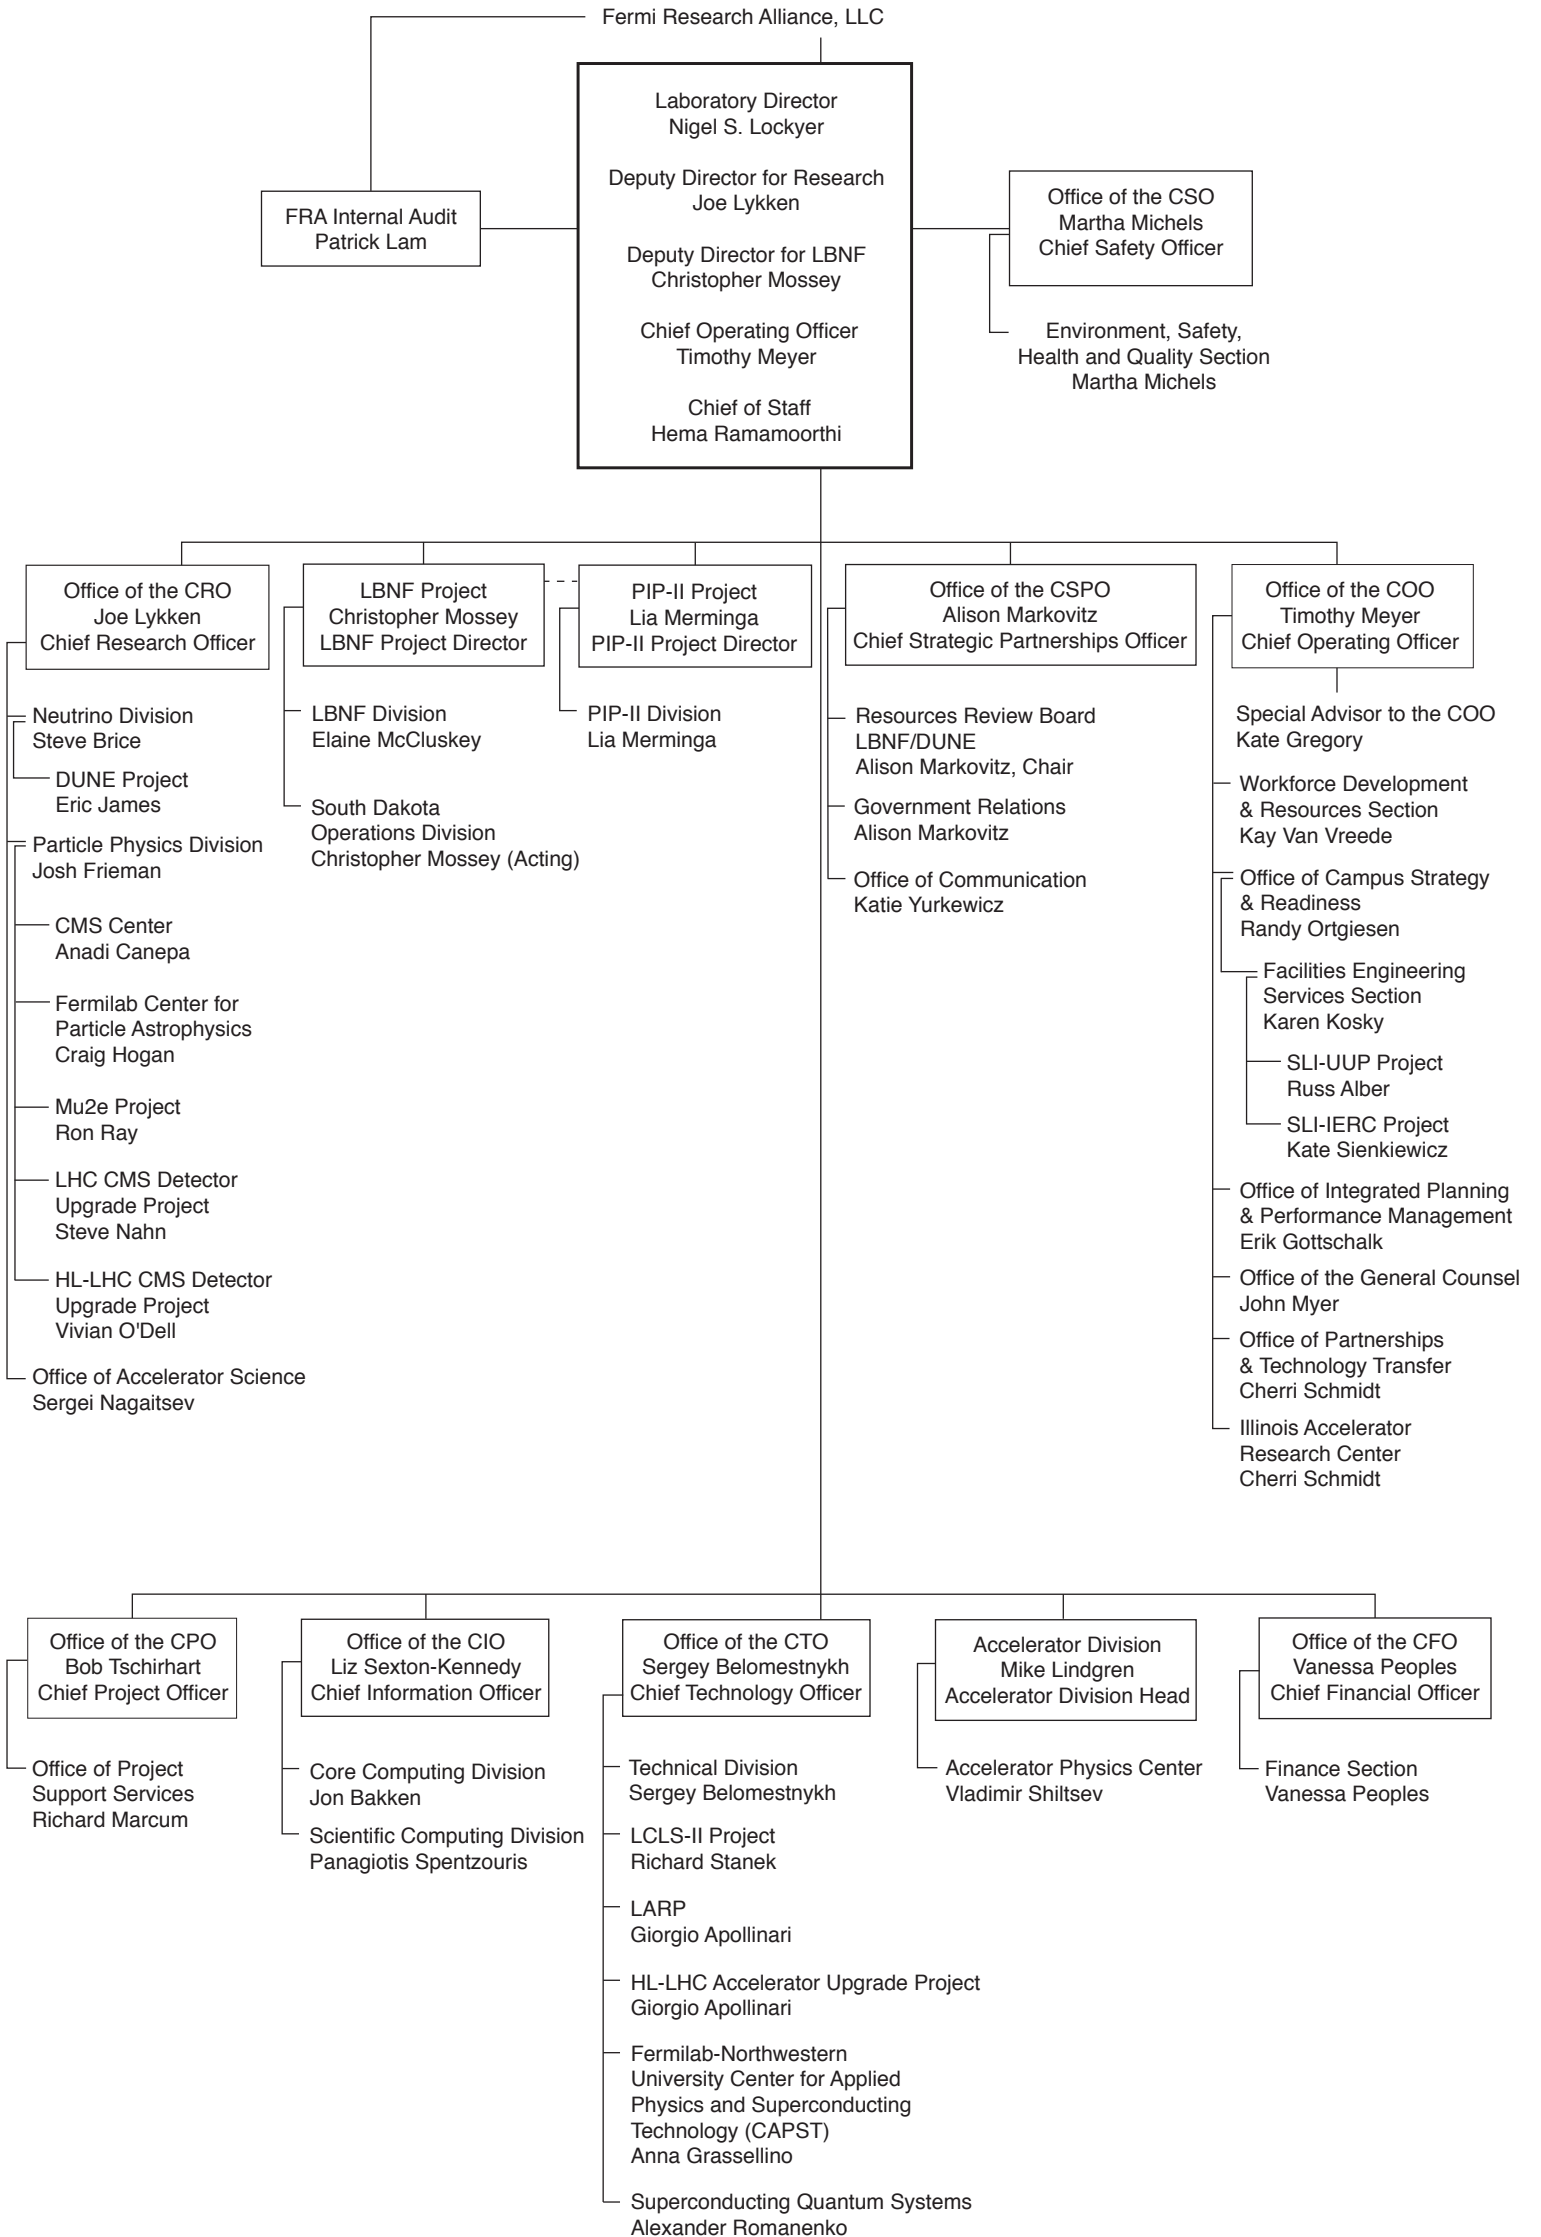 Fermi Research Alliance, LLC
Laboratory Director
Nigel S. Lockyer
Deputy Director for Research
Joe Lykken
Deputy Director for LBNF
Christopher Mossey
Chief Operating Officer
Timothy Meyer
Chief of Staff
Hema Ramamoorthi
FRA Internal Audit
Patrick Lam
Office of the CSO
Martha Michels
Chief Safety Officer
Environment, Safety,
Health and Quality Section
Martha Michels
Office of the CRO
Joe Lykken
Chief Research Officer
Neutrino Division
Steve Brice
DUNE Project
Eric James
Particle Physics Division
Josh Frieman
CMS Center
Anadi Canepa
Fermilab Center for
Particle Astrophysics
Craig Hogan
Mu2e Project
Ron Ray
LHC CMS Detector
Upgrade Project
Steve Nahn
HL-LHC CMS Detector
Upgrade Project
Vivian O'Dell
Office of Accelerator Science
Sergei Nagaitsev
LBNF Project
Christopher Mossey
LBNF Project Director
LBNF Division
Elaine McCluskey
South Dakota
Operations Division
Christopher Mossey (Acting)
PIP-II Project
Lia Merminga
PIP-II Project Director
PIP-II Division
Lia Merminga
Office of the CSPO
Alison Markovitz
Chief Strategic Partnerships Officer
Resources Review Board
LBNF/DUNE
Alison Markovitz, Chair
Government Relations
Alison Markovitz
Office of Communication
Katie Yurkewicz
Office of the COO
Timothy Meyer
Chief Operating Officer
Special Advisor to the COO
Kate Gregory
Workforce Development
& Resources Section
Kay Van Vreede
Office of Campus Strategy
& Readiness
Randy Ortgiesen
Facilities Engineering
Services Section
Karen Kosky
SLI-UUP Project
Russ Alber
SLI-IERC Project
Kate Sienkiewicz
Office of Integrated Planning
& Performance Management
Erik Gottschalk
Office of the General Counsel
John Myer
Office of Partnerships
& Technology Transfer
Cherri Schmidt
Illinois Accelerator
Research Center
Cherri Schmidt
Office of the CPO
Bob Tschirhart
Chief Project Officer
Office of Project
Support Services
Richard Marcum
Office of the CIO
Liz Sexton-Kennedy
Chief Information Officer
Core Computing Division
Jon Bakken
Scientific Computing Division
Panagiotis Spentzouris
Office of the CTO
Sergey Belomestnykh
Chief Technology Officer
Technical Division
Sergey Belomestnykh
LCLS-II Project
Richard Stanek
LARP
Giorgio Apollinari
HL-LHC Accelerator Upgrade Project
Giorgio Apollinari
Fermilab-Northwestern
University Center for Applied
Physics and Superconducting
Technology (CAPST)
Anna Grassellino
Superconducting Quantum Systems
Alexander Romanenko
Accelerator Division
Mike Lindgren
Accelerator Division Head
Accelerator Physics Center
Vladimir Shiltsev
Office of the CFO
Vanessa Peoples
Chief Financial Officer
Finance Section
Vanessa Peoples